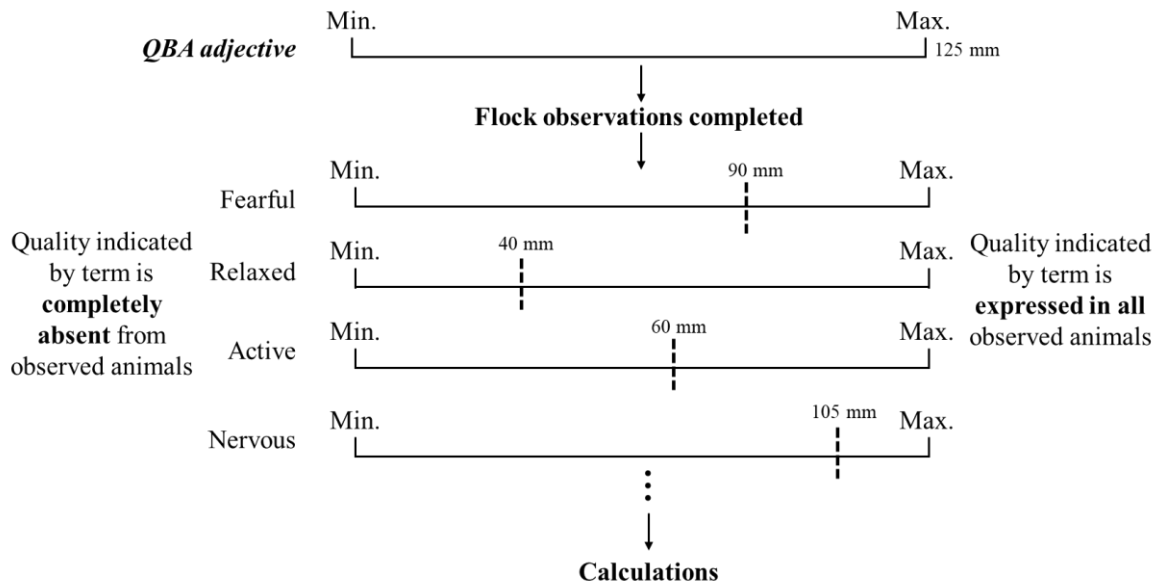 Min.
Max.
QBA adjective
125 mm
Flock observations completed
Min.
90 mm
Max.
Fearful
Quality indicated
by term is
completely
absent from
observed animals
40 mm
Min.
Max.
Relaxed
Quality indicated
by term is
expressed in all
observed animals
Min.
60 mm
Max.
Active
Min.
105 mm
Max.
Nervous
Calculations